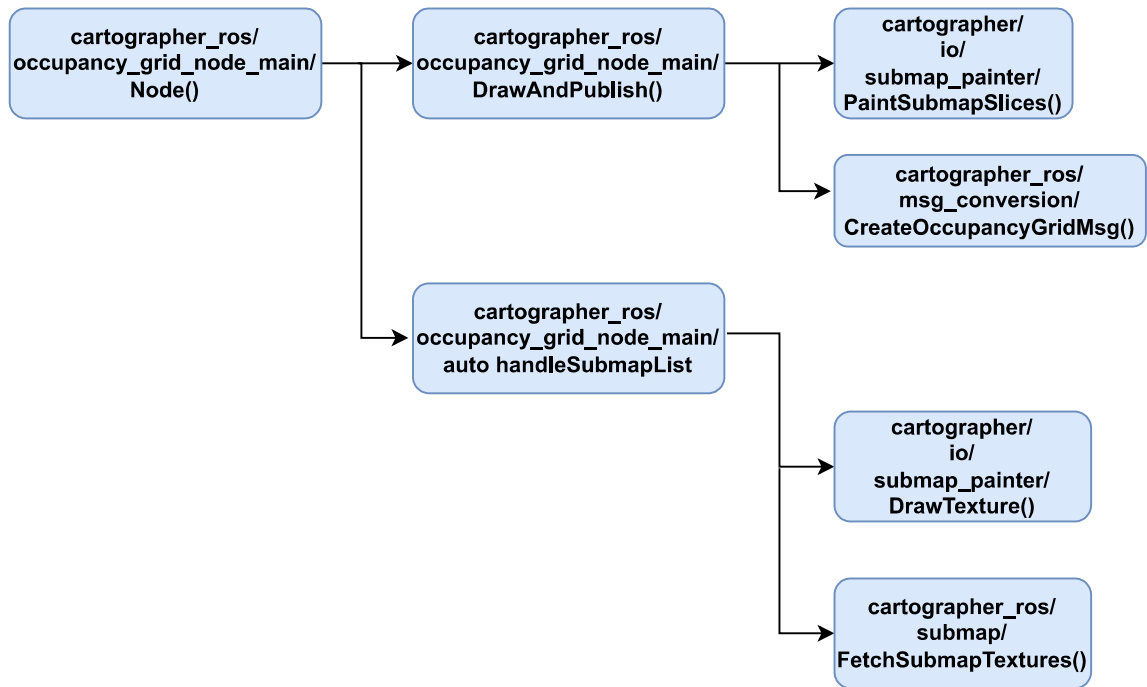 cartographer_ros/
occupancy_grid_node_main/
Node()
cartographer_ros/
occupancy_grid_node_main/
DrawAndPublish()
cartographer/
io/
submap_painter/
PaintSubmapSlices()
cartographer_ros/
msg_conversion/
CreateOccupancyGridMsg()
cartographer_ros/
occupancy_grid_node_main/
auto handleSubmapList
cartographer/
io/
submap_painter/
DrawTexture()
cartographer_ros/
submap/
FetchSubmapTextures()